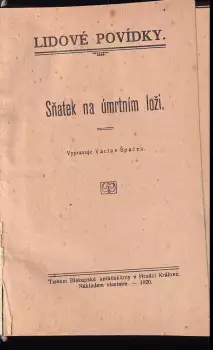 LIDOVÉ POVÍDKY.
Sňatek na úmrtním loži.
Vypravuje Václav Špaček.
Tiskem Biskupské knihtiskárny v Hradci Králové.
Nákladem vlastním. — 1920.